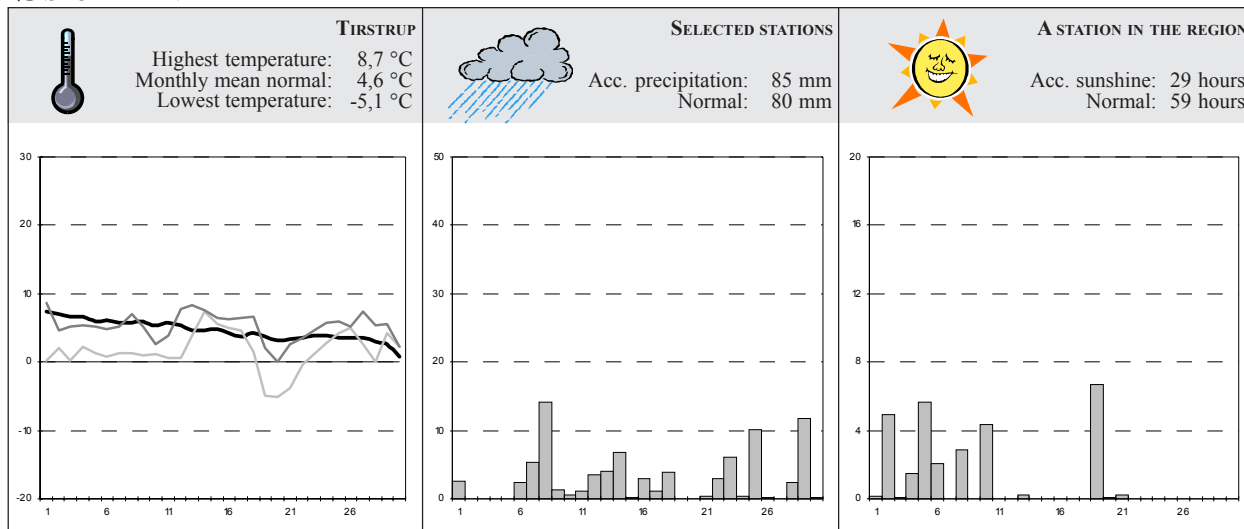 TIRSTRUP
Highest temperature: 8,7 °C
Monthly mean normal: 4,6 °C
Lowest temperature: -5,1 °C
SELECTED STATIONS
Acc. precipitation: 85 mm
Normal: 80 mm
A STATION IN THE REGION
Acc. sunshine: 29 hours
Normal: 59 hours
30
20
10
0
-10
-20
1 6 11 16 21 26
50
40
30
20
10
0
1 6 11 16 21 26
20
16
12
8
4
0
1 6 11 16 21 26